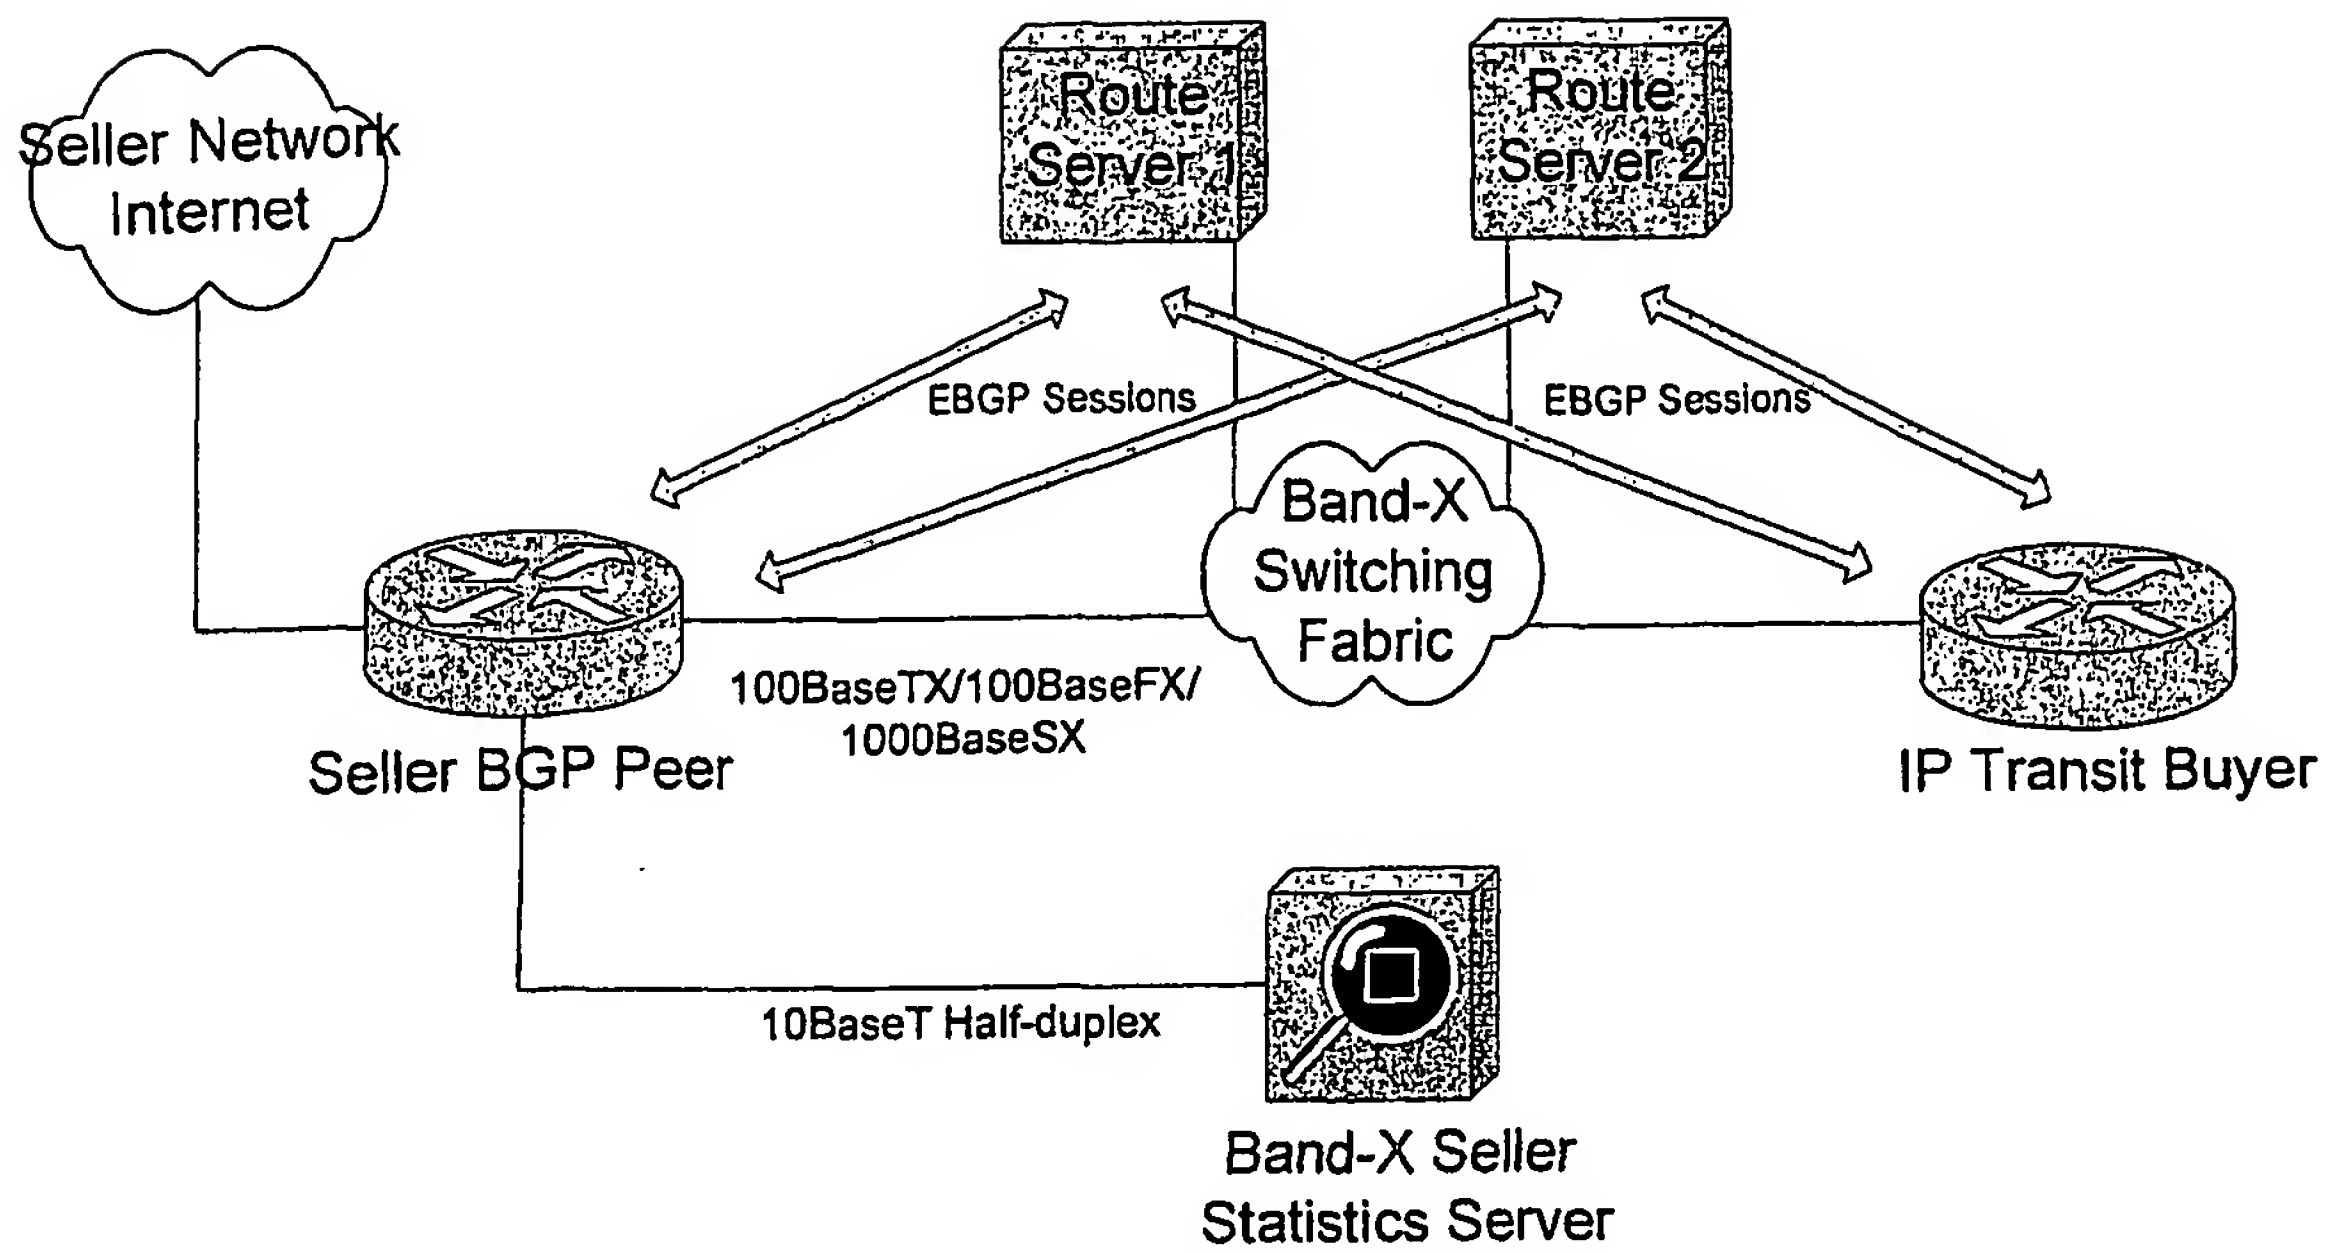 Seller Network
Internet
Route
Server 1
Route
Server 2
EBGP Sessions
EBGP Sessions
Band-X
Switching
Fabric
100BaseTX/100BaseFX/
1000BaseSX
Seller BGP Peer
IP Transit Buyer
10BaseT Half-duplex
Band-X Seller
Statistics Server